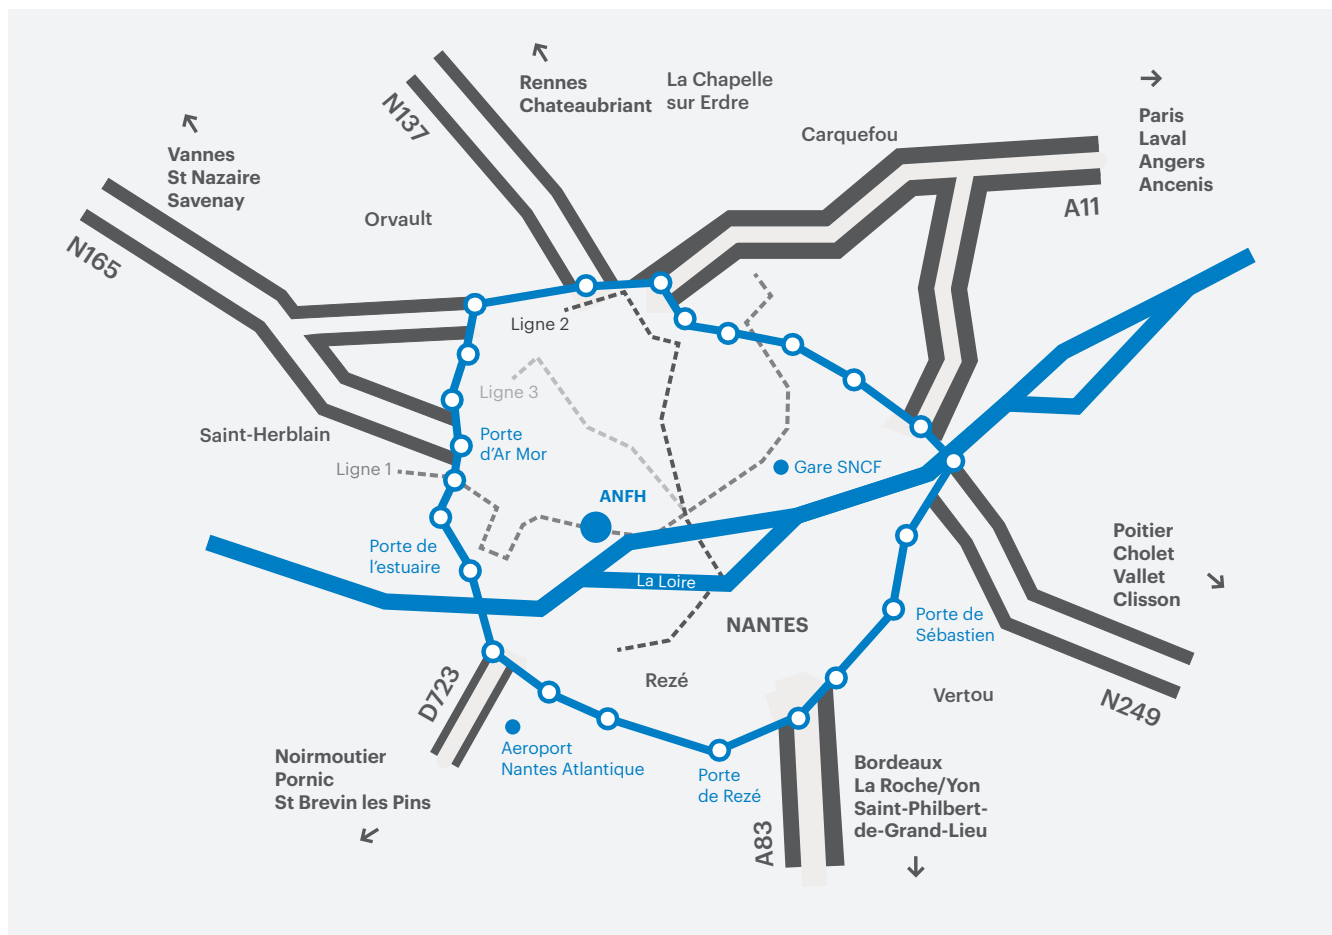 Rennes
Chateaubriant
La Chapelle
sur Erdre
N137
Paris
Laval
Angers
Ancenis
Carquefou
Vannes
St Nazaire
Savenay
A11
Orvault
N165
Ligne 2
Ligne 3
Saint-Herblain
Porte
d’Ar Mor
Ligne 1
Gare SNCF
ANFH
Porte de
l’estuaire
Poitier
Cholet
Vallet
Clisson
La Loire
NANTES
Porte de
Sébastien
Rezé
D723
Vertou
N249
Aeroport
Nantes Atlantique
Noirmoutier
Pornic
St Brevin les Pins
Porte
de Rezé
Bordeaux
La Roche/Yon
Saint-Philbert-
de-Grand-Lieu
A83